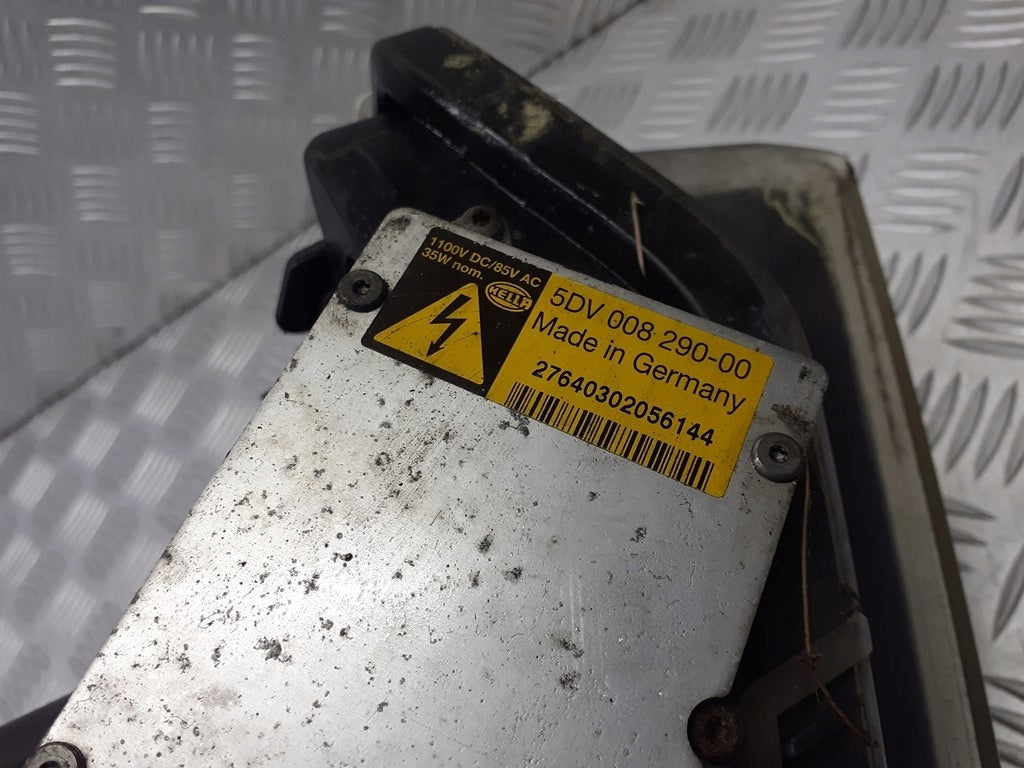 1100V DC/85V AC
35W nom.
HELLA
5DV 008 290-00
Made in Germany
27640302056144